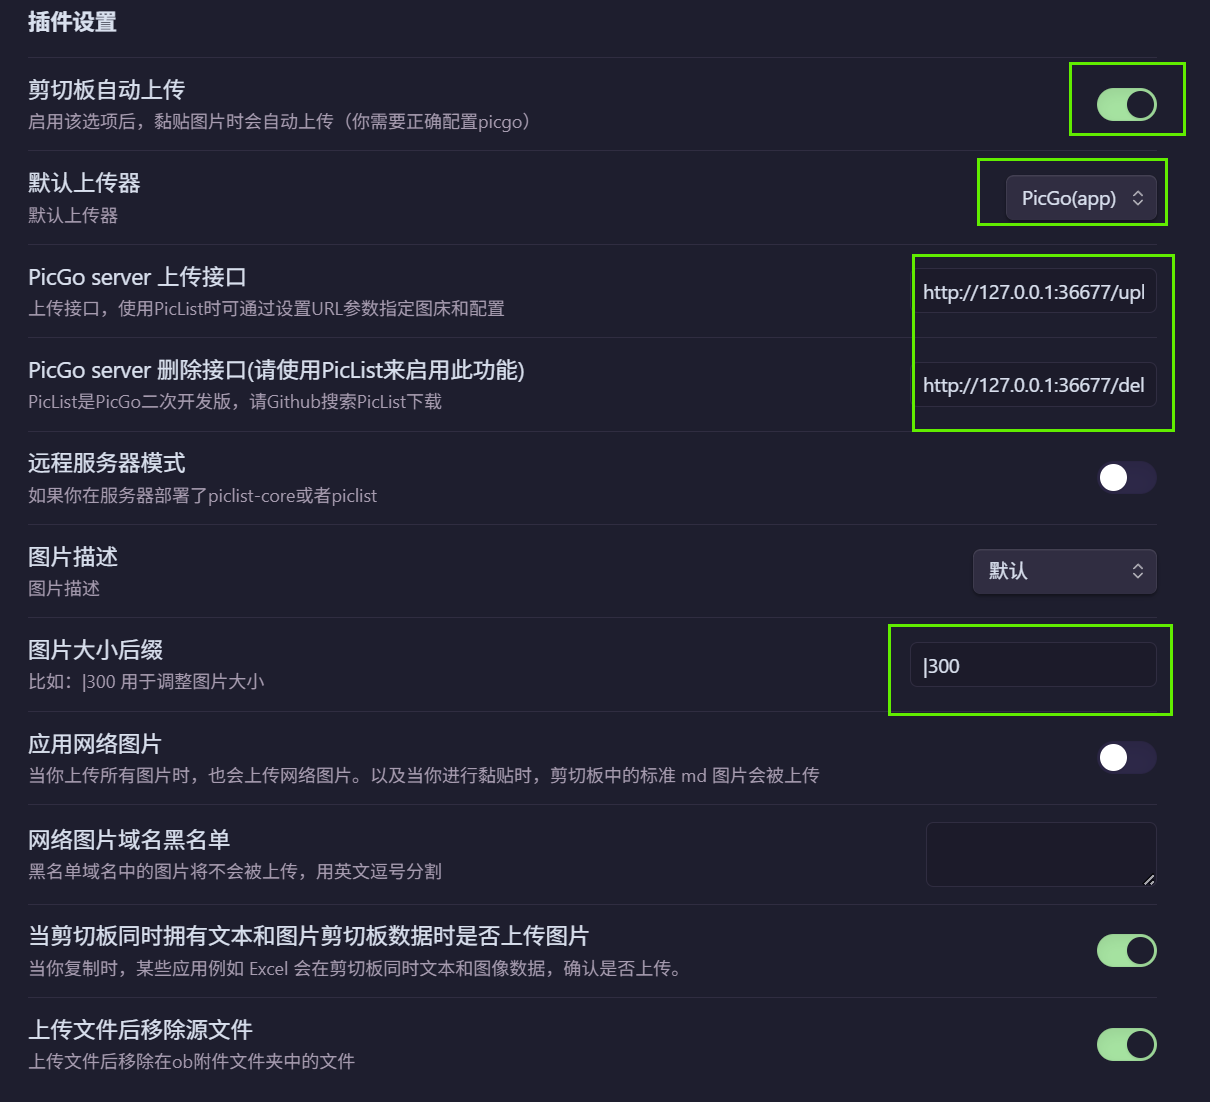 插件设置
剪切板自动上传
启用该选项后，黏贴图片时会自动上传（你需要正确配置picgo）
默认上传器
默认上传器
PicGo(app)
PicGo server 上传接口
上传接口，使用PicList时可通过设置URL参数指定图床和配置
http://127.0.0.1:36677/upl
PicGo server 删除接口(请使用PicList来启用此功能)
PicList是PicGo二次开发版，请Github搜索PicList下载
http://127.0.0.1:36677/del
远程服务器模式
如果你在服务器部署了piclist-core或者piclist
图片描述
图片描述
默认
图片大小后缀
比如：|300 用于调整图片大小
|300
应用网络图片
当你上传所有图片时，也会上传网络图片。以及当你进行黏贴时，剪切板中的标准 md 图片会被上传
网络图片域名黑名单
黑名单域名中的图片将不会被上传，用英文逗号分割
当剪切板同时拥有文本和图片剪切板数据时是否上传图片
当你复制时，某些应用例如 Excel 会在剪切板同时文本和图像数据，确认是否上传。
上传文件后移除源文件
上传文件后移除在ob附件文件夹中的文件